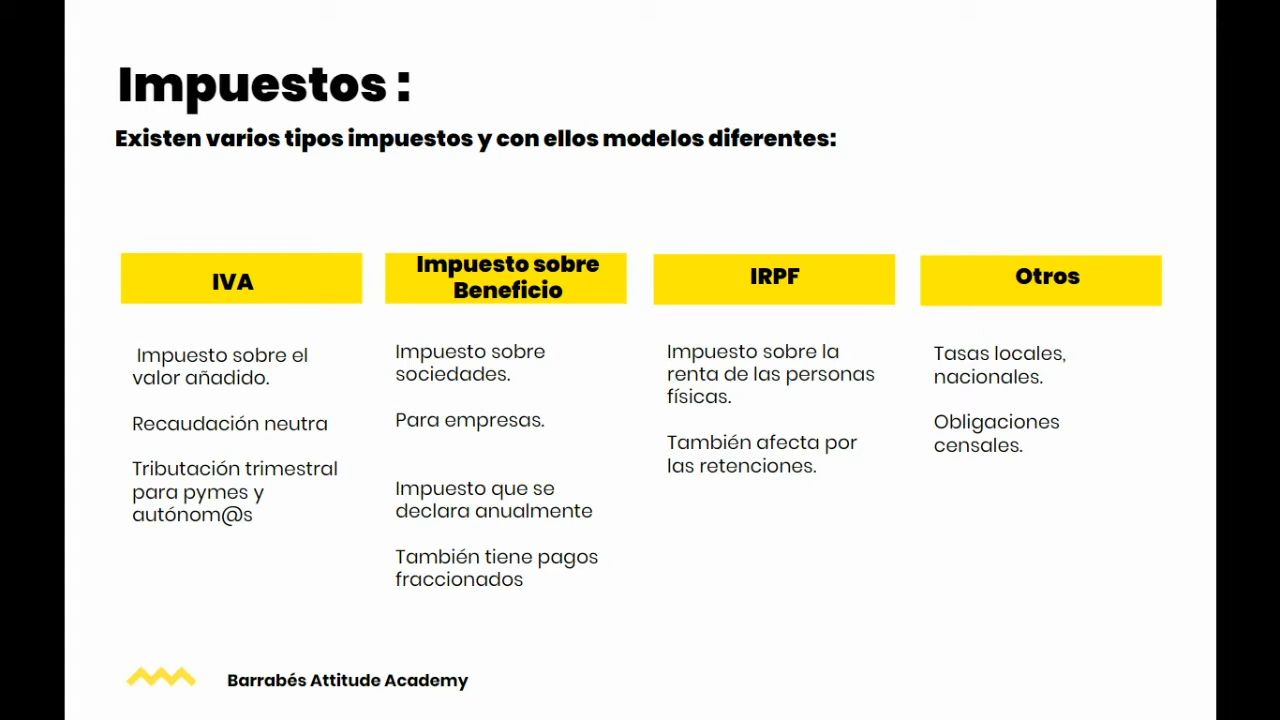 Impuestos :
Existen varios tipos impuestos y con ellos modelos diferentes:
IVA
Impuesto sobre el
valor añadido.
Recaudación neutra
Tributación trimestral
para pymes y
autónom@s
Impuesto sobre
Beneficio
Impuesto sobre
sociedades.
Para empresas.
Impuesto que se
declara anualmente
También tiene pagos
fraccionados
IRPF
Impuesto sobre la
renta de las personas
físicas.
También afecta por
las retenciones.
Otros
Tasas locales,
nacionales.
Obligaciones
censales.
Barrabés Attitude Academy